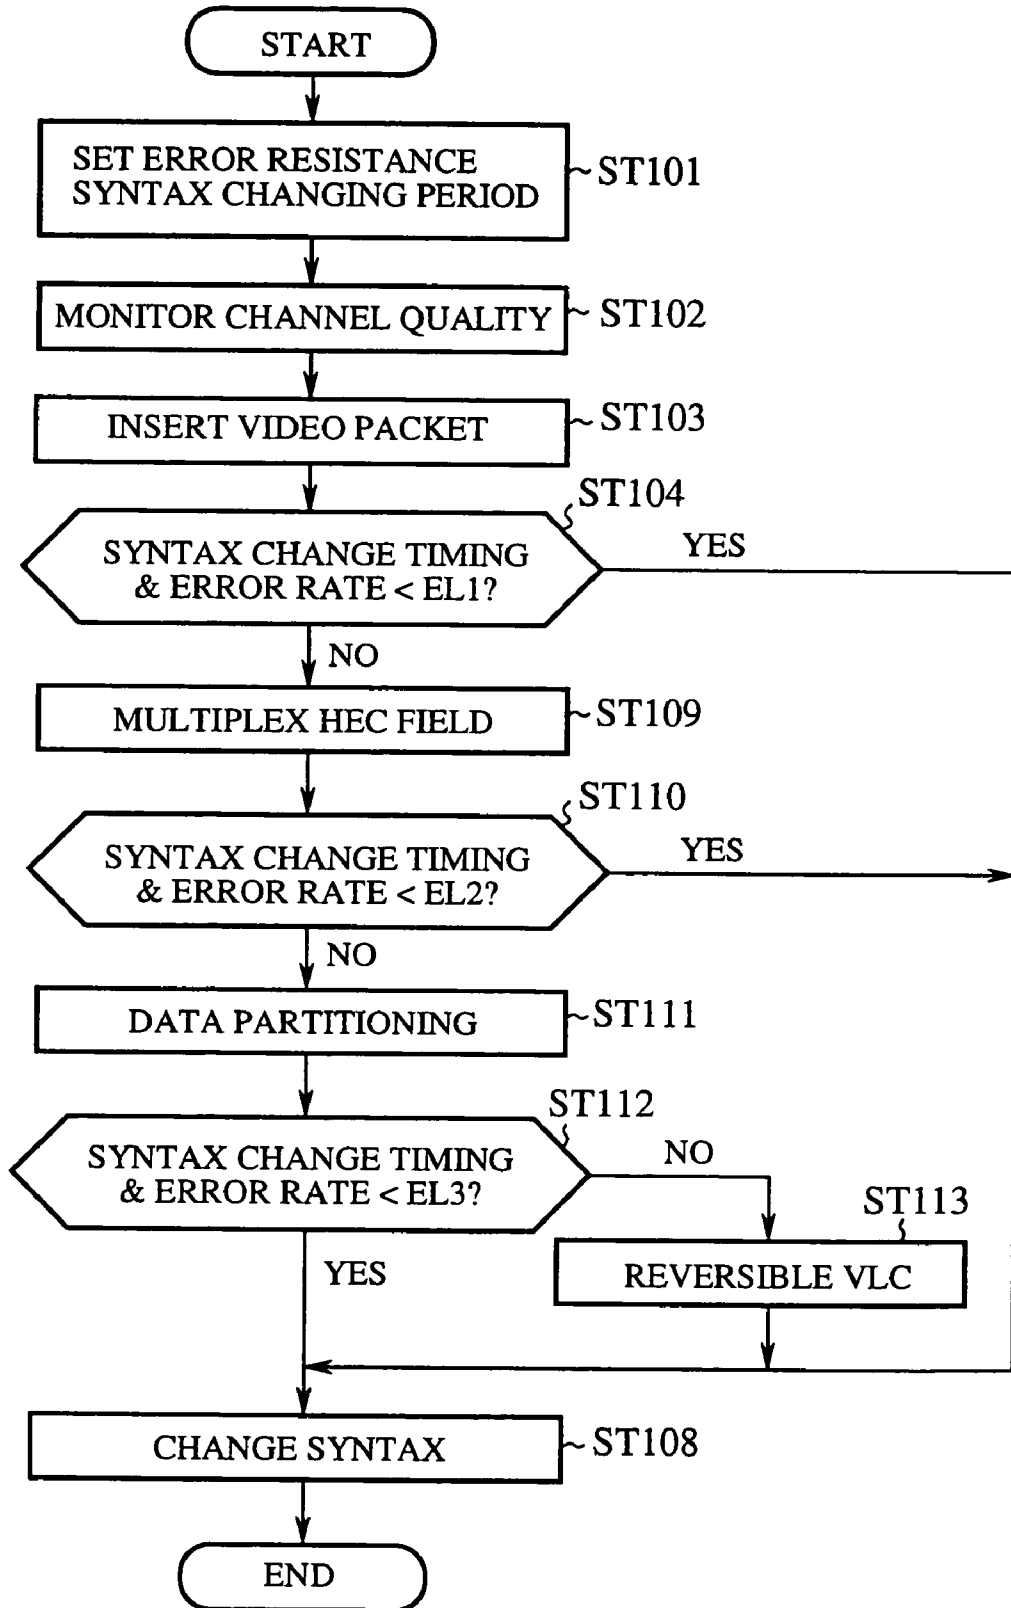 START
SET ERROR RESISTANCE
SYNTAX CHANGING PERIOD
ST101
MONITOR CHANNEL QUALITY
ST102
INSERT VIDEO PACKET
ST103
ST104
SYNTAX CHANGE TIMING
& ERROR RATE < EL1?
YES
NO
MULTIPLEX HEC FIELD
ST109
ST110
SYNTAX CHANGE TIMING
& ERROR RATE < EL2?
YES
NO
DATA PARTITIONING
ST111
ST112
SYNTAX CHANGE TIMING
& ERROR RATE < EL3?
NO
ST113
YES
REVERSIBLE VLC
CHANGE SYNTAX
ST108
END